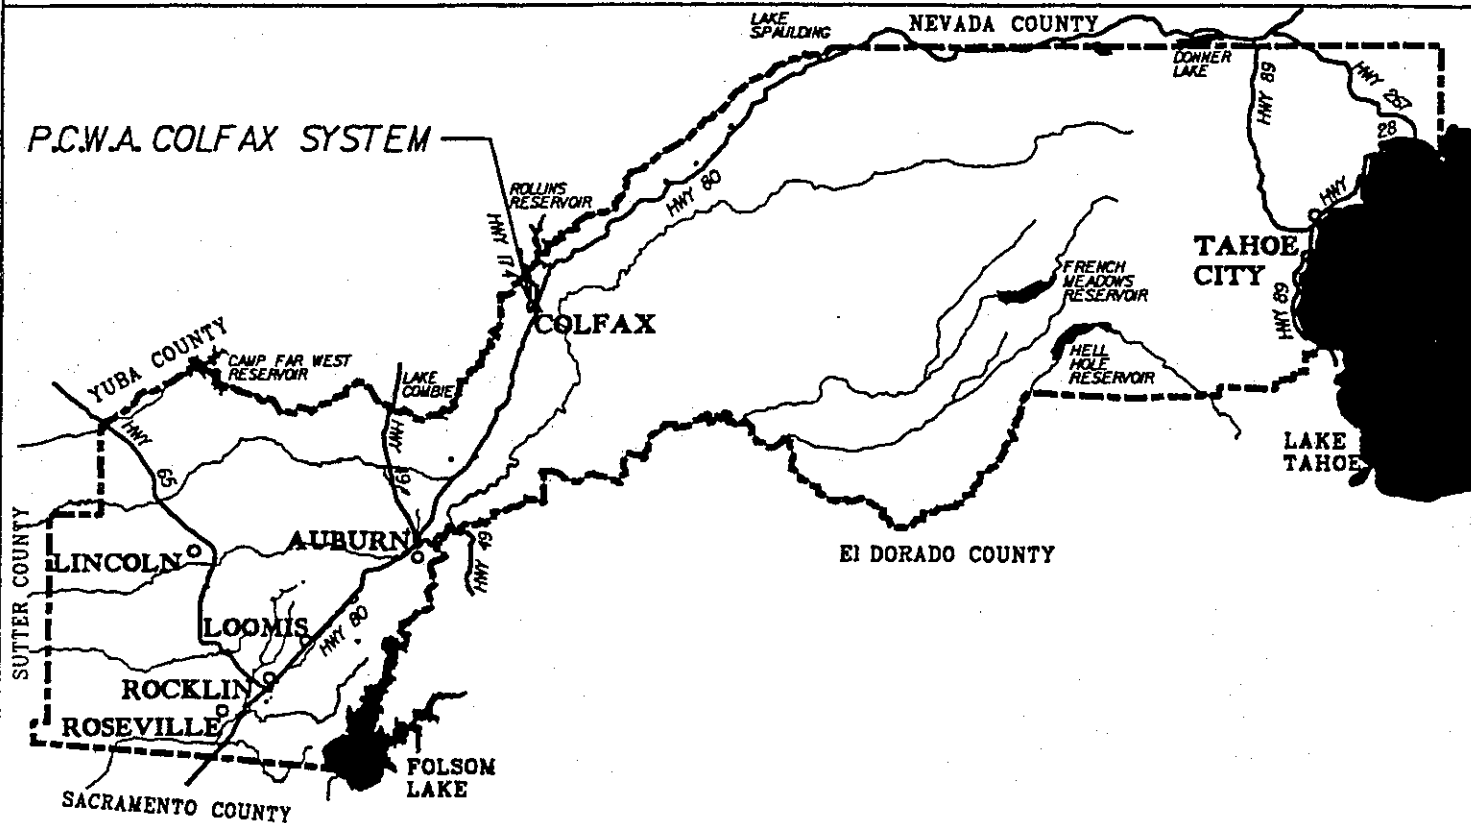 LAKE
SPAULDING
NEVADA COUNTY
DONNER
LAKE
HWY 89
HWY 267
28
P.C.W.A. COLFAX SYSTEM
ROLLINS
RESERVOIR
HWY 80
HWY 174
HWY
TAHOE
CITY
HWY 89
FRENCH
MEADOWS
RESERVOIR
COLFAX
YUBA COUNTY
CAMP FAR WEST
RESERVOIR
LAKE
COMBIE
HELL
HOLE
RESERVOIR
HWY
65
HWY 49
LAKE
TAHOE
SUTTER COUNTY
AUBURN
LINCOLN
HWY 49
El DORADO COUNTY
LOOMIS
HWY 80
ROCKLIN
ROSEVILLE
FOLSOM
LAKE
SACRAMENTO COUNTY